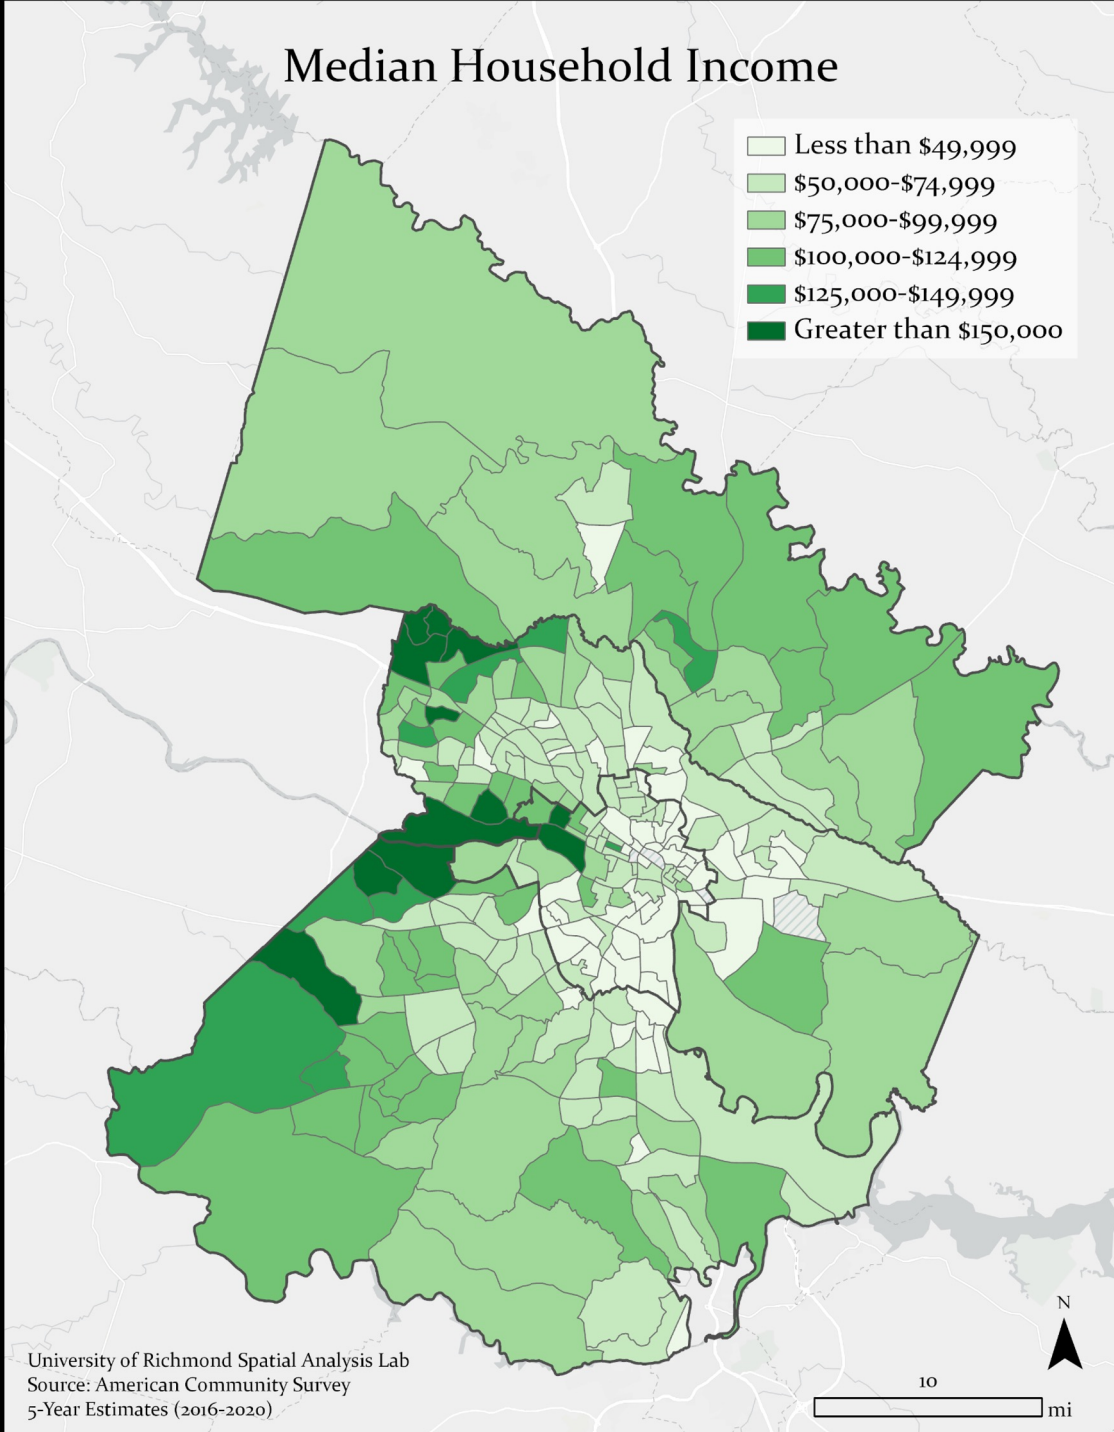 Median Household Income
Less than $49,999
$50,000-$74,999
$75,000-$99,999
$100,000-$124,999
$125,000-$149,999
Greater than $150,000
N
University of Richmond Spatial Analysis Lab
Source: American Community Survey
5-Year Estimates (2016-2020)
10
mi